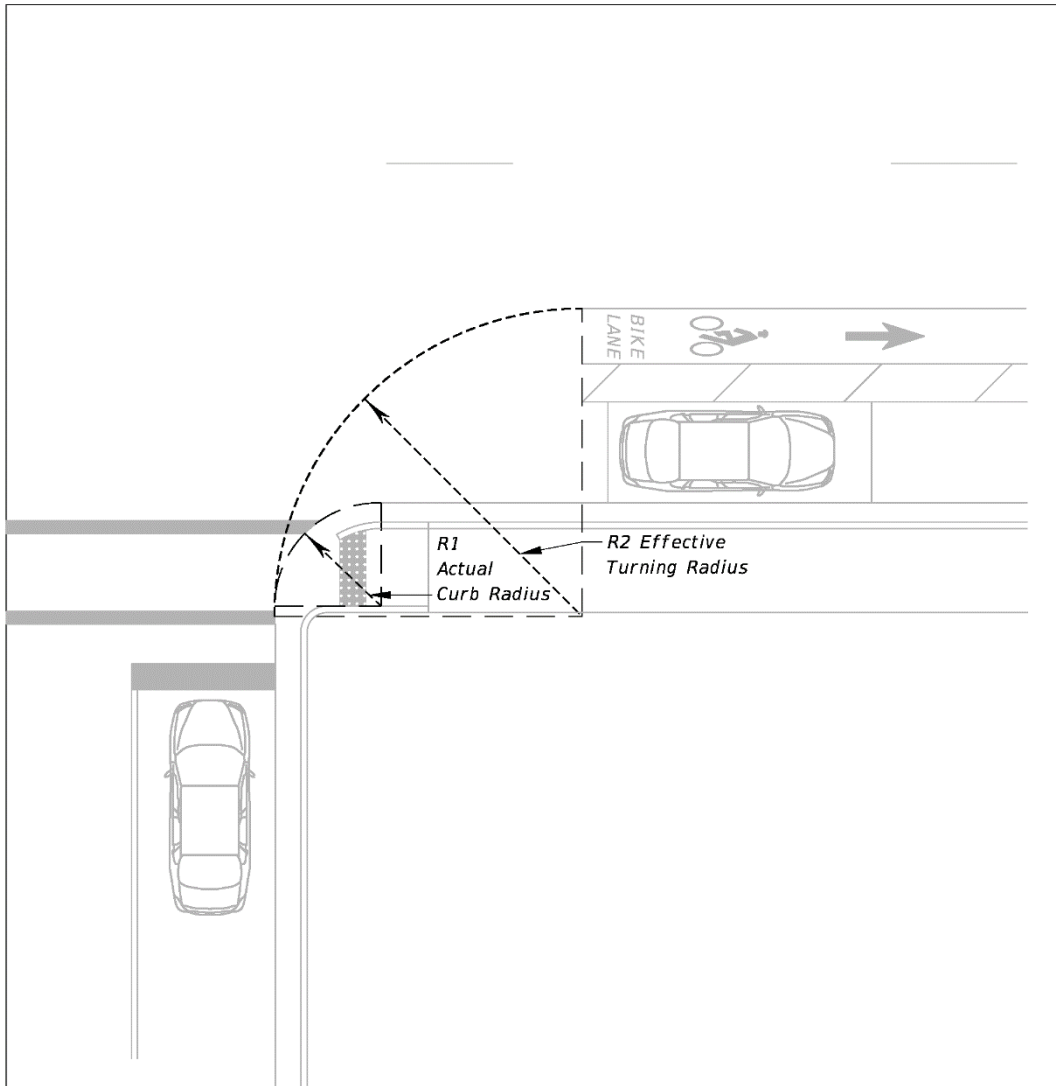 BIKE
LANE
R1
Actual
Curb Radius
R2 Effective
Turning Radius